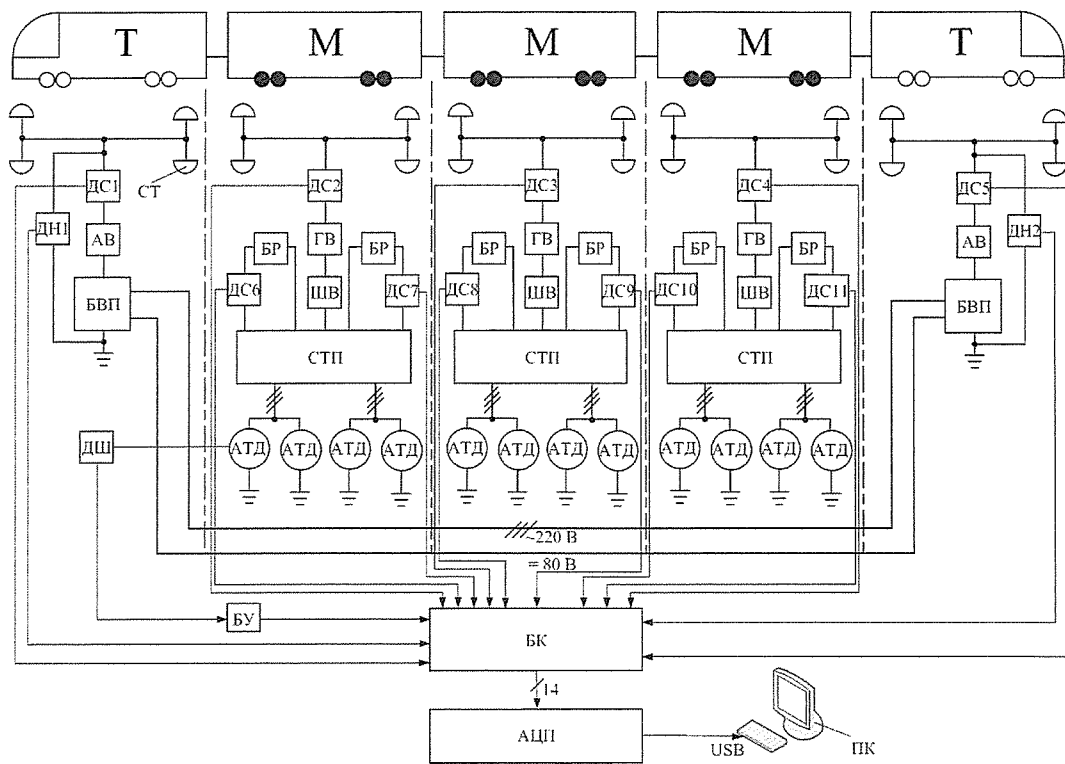 Т М М М Т
СТ
ДС1 ДС2 ДС3 ДС4 ДС5
ДН1 АВ ГВ ГВ ГВ АВ ДН2
БР БР БР БР БР БР
ДС6 ШВ ДС7 ДС8 ШВ ДС9 ДС10 ШВ ДС11
БВП БВП
СТП СТП СТП
ДШ АТД АТД АТД АТД АТД АТД АТД АТД АТД АТД АТД АТД
~220 В
= 80 В
БУ БК
14
АЦП USB ПК